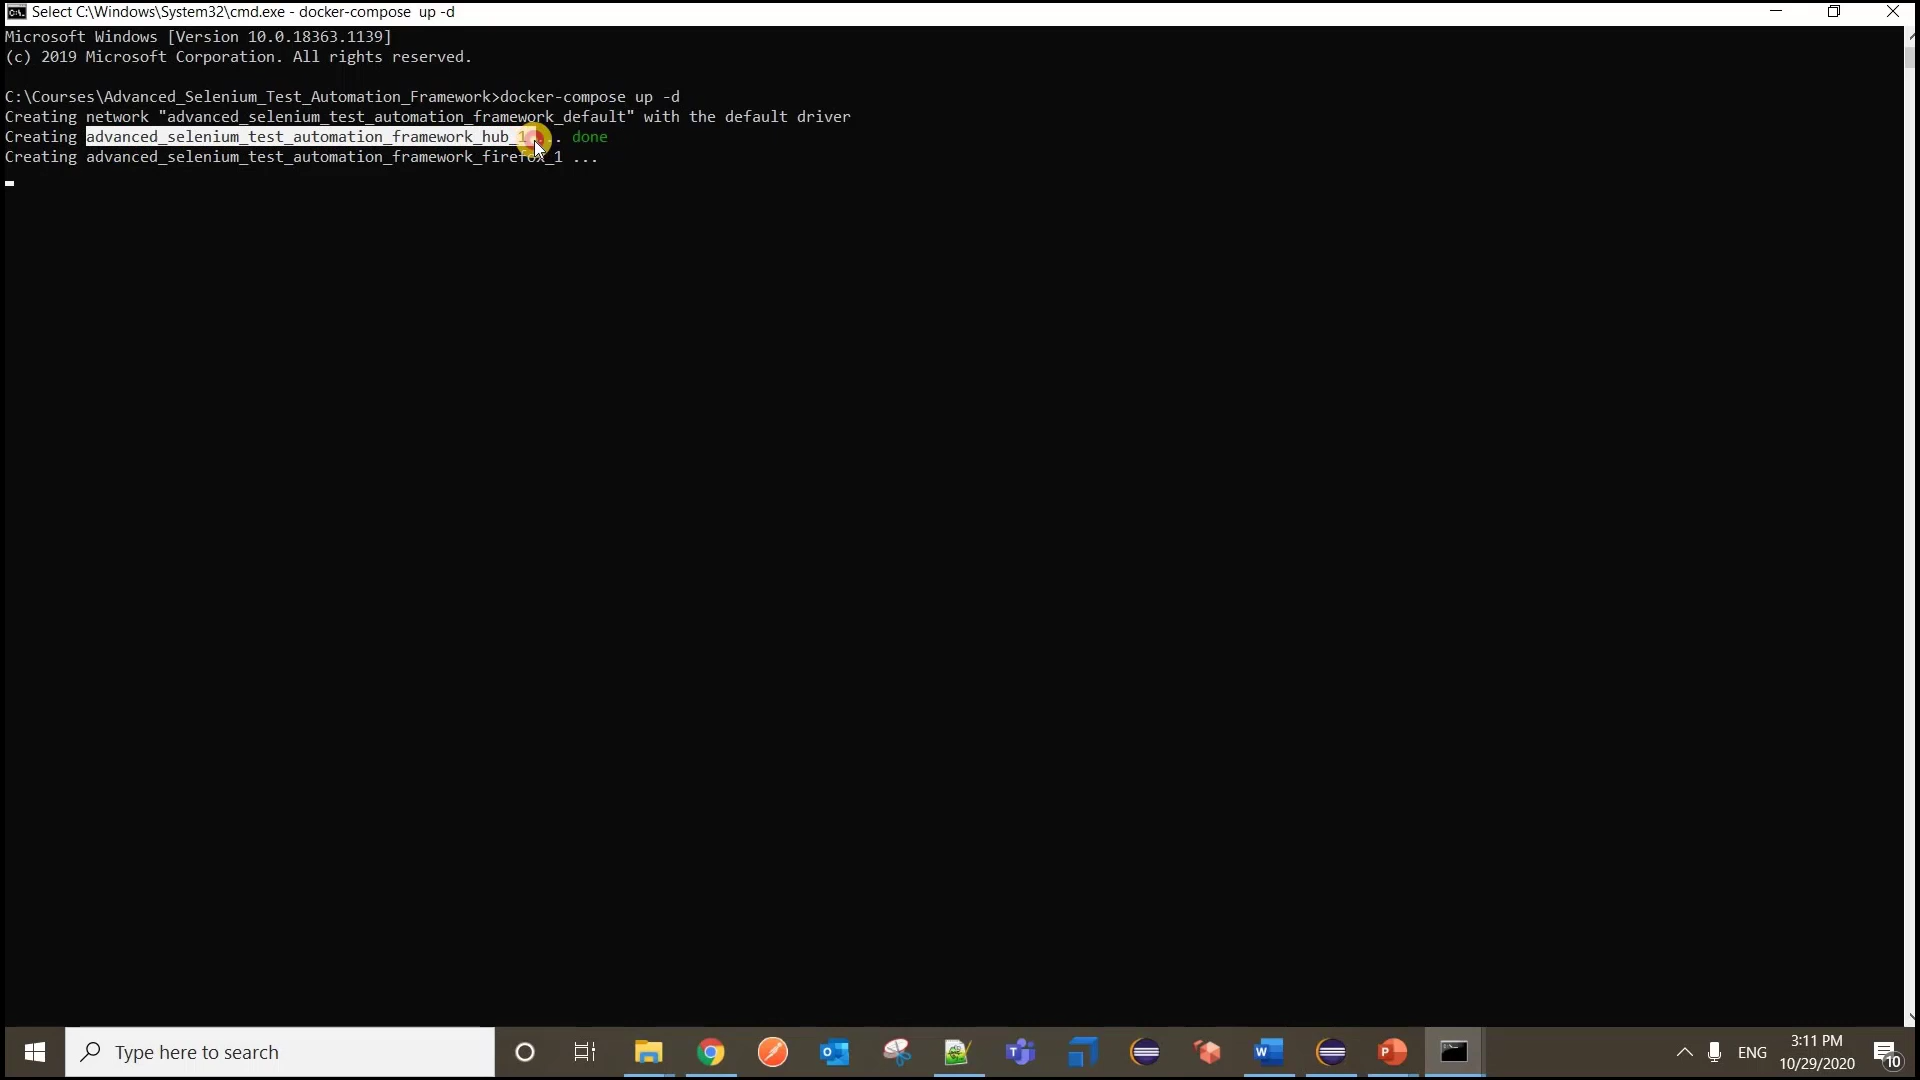 Select C:\Windows\System32\cmd.exe - docker-compose up -d
Microsoft Windows [Version 10.0.18363.1139]
(c) 2019 Microsoft Corporation. All rights reserved.
C:\Courses\Advanced_Selenium_Test_Automation_Framework>docker-compose up -d
Creating network "advanced_selenium_test_automation_framework_default" with the default driver
Creating advanced_selenium_test_automation_framework_hub_1 ... done
Creating advanced_selenium_test_automation_framework_firefox_1 ...
Type here to search
ENG
3:11 PM
10/29/2020
10